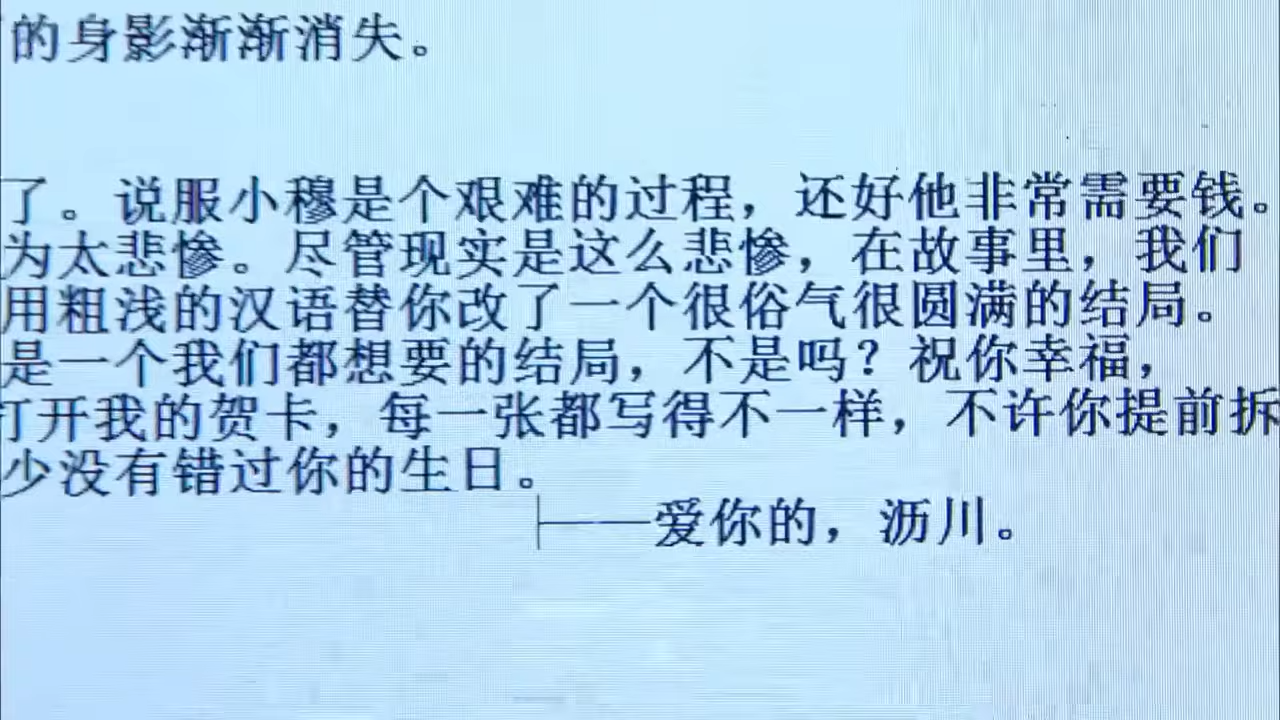 的身影渐渐消失。
了。说服小穆是个艰难的过程，还好他非常需要钱。
为太悲惨。尽管现实是这么悲惨，在故事里，我们
用粗浅的汉语替你改了一个很俗气很圆满的结局。
是一个我们都想要的结局，不是吗？祝你幸福，
打开我的贺卡，每一张都写得不一样，不许你提前拆
少没有错过你的生日。
——爱你的，沥川。